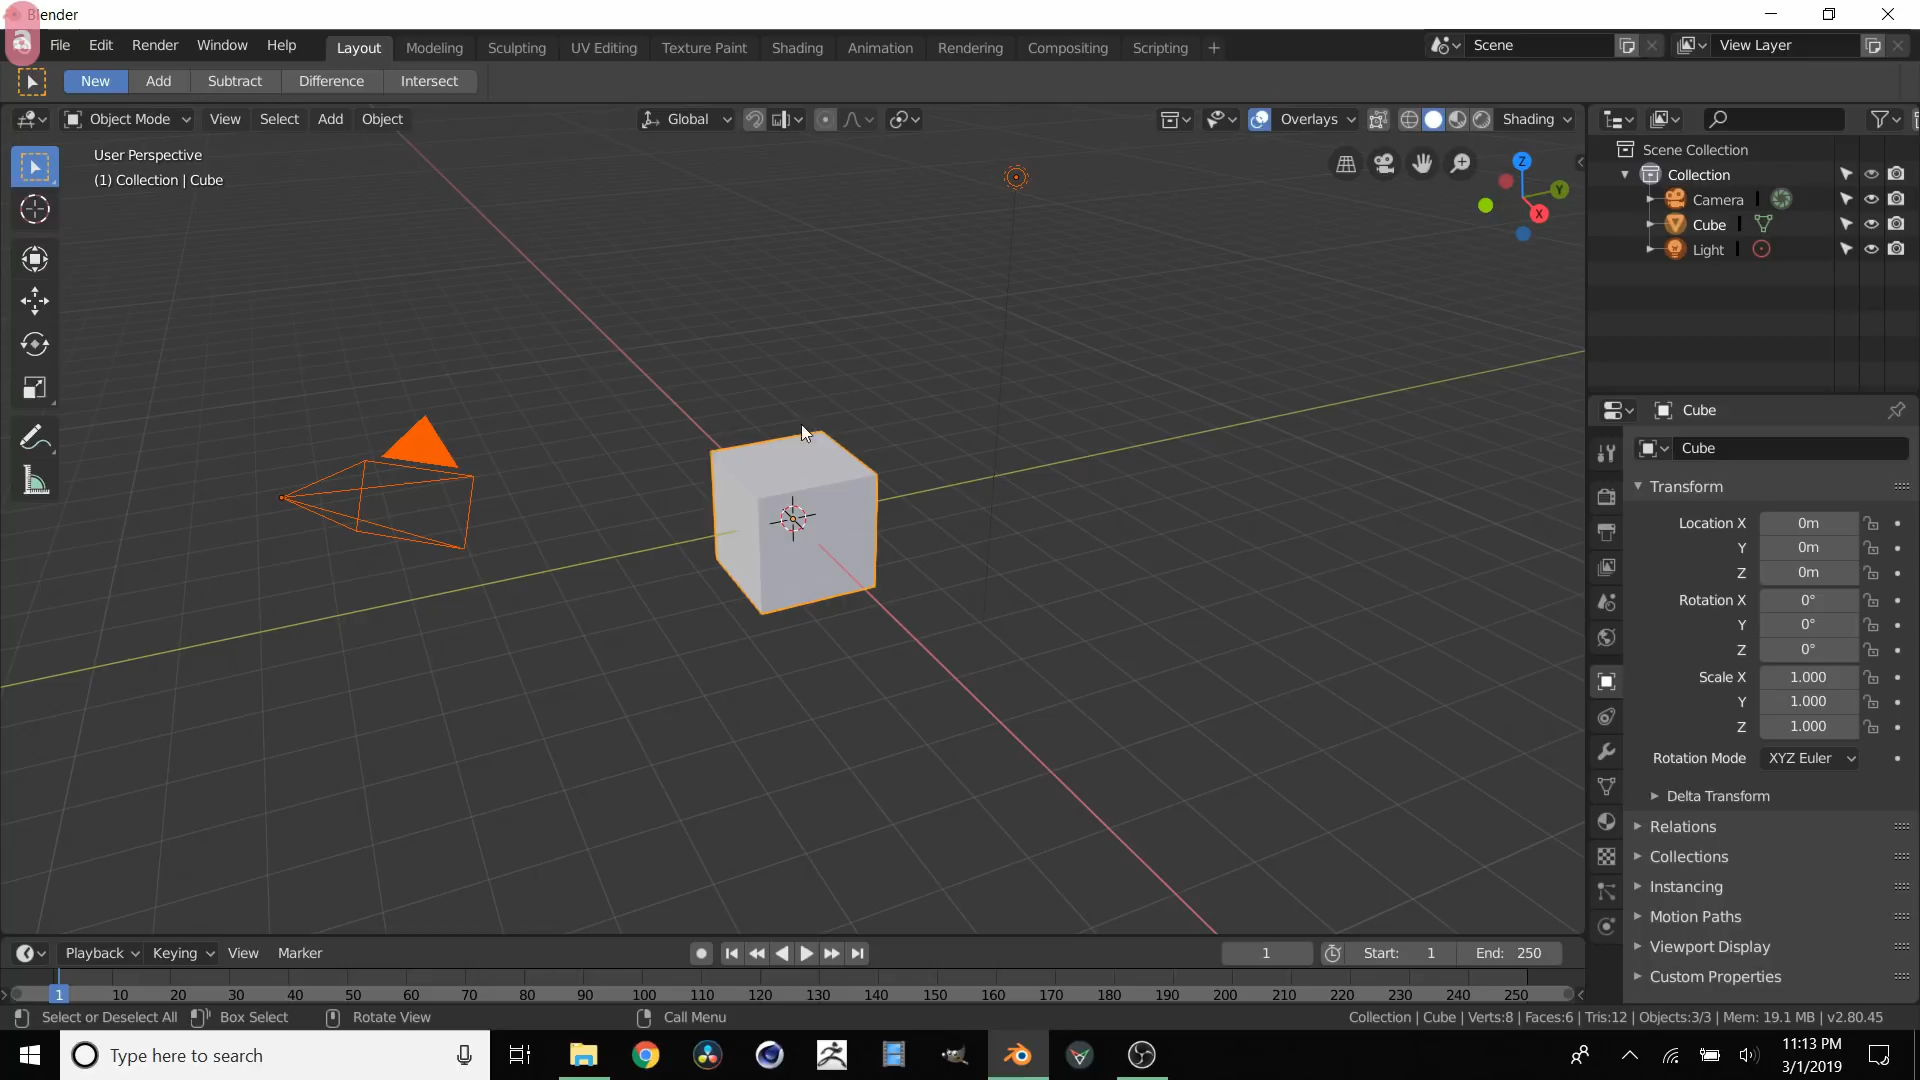 Blender
a
File Edit Render Window Help Layout Modeling Sculpting UV Editing Texture Paint Shading Animation Rendering Compositing Scripting + Scene View Layer
New Add Subtract Difference Intersect
Object Mode View Select Add Object Global Overlays Shading
User Perspective
(1) Collection | Cube
Z
Y
X
Scene Collection
Collection
Camera
Cube
Light
Cube
Cube
Transform
Location X 0m
Y 0m
Z 0m
Rotation X 0°
Y 0°
Z 0°
Scale X 1.000
Y 1.000
Z 1.000
Rotation Mode XYZ Euler
Delta Transform
Relations
Collections
Instancing
Motion Paths
Viewport Display
Custom Properties
Playback Keying View Marker 1 Start: 1 End: 250
1 10 20 30 40 50 60 70 80 90 100 110 120 130 140 150 160 170 180 190 200 210 220 230 240 250
Select or Deselect All Box Select Rotate View Call Menu Collection | Cube | Verts:8 | Faces:6 | Tris:12 | Objects:3/3 | Mem: 19.1 MB | v2.80.45
Type here to search
11:13 PM
3/1/2019